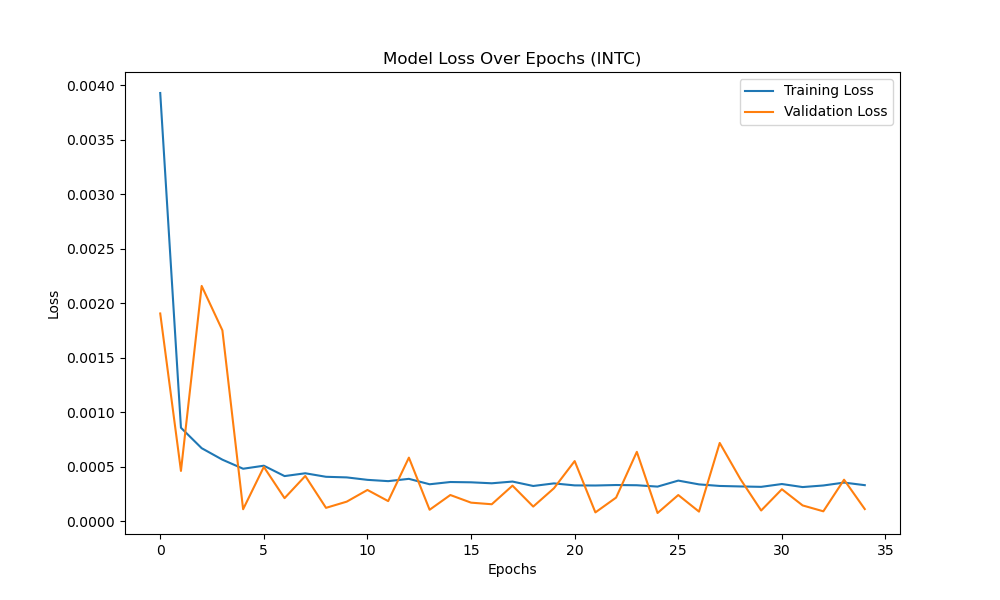 Model Loss Over Epochs (INTC)
Training Loss
Validation Loss
0.0040
0.0035
0.0030
0.0025
0.0020
0.0015
0.0010
0.0005
0.0000
Loss
0 5 10 15 20 25 30 35
Epochs